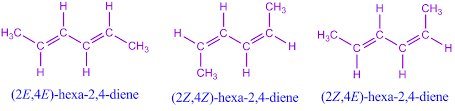 H H
H₃C CH₃
H H
(2E,4E)-hexa-2,4-diene
CH₃
H
H H
CH₃ H
(2Z,4Z)-hexa-2,4-diene
CH₃
H
H₃C H
H H
(2Z,4E)-hexa-2,4-diene